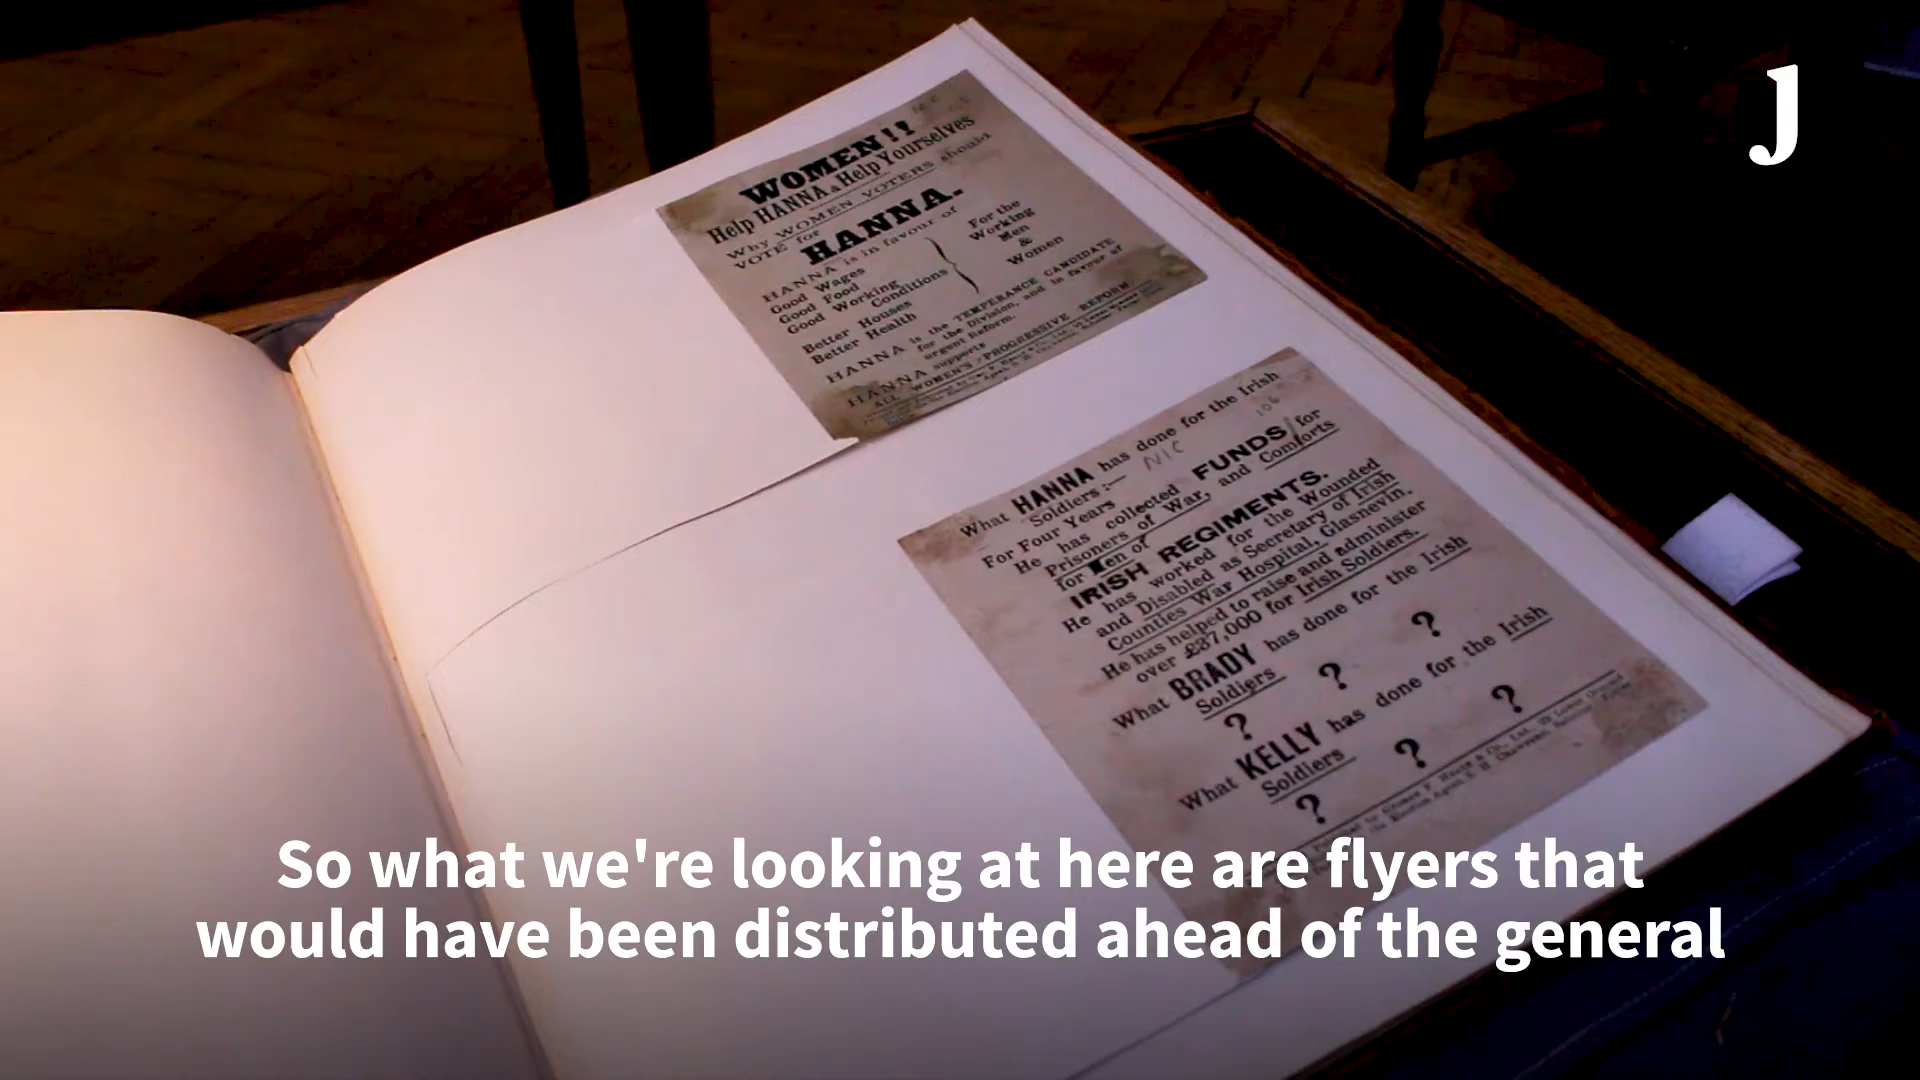 J
WOMEN!!
Help HANNA & Help Yourselves
Why WOMEN VOTERS should
VOTE for
HANNA.
HANNA is in favour of
Good Wages
Good Food
Good Working
Conditions
Better Houses
Better Health
For the
Working
Men
&
Women
HANNA is the TEMPERANCE CANDIDATE
for the Division, and in favour of
urgent Reform.
HANNA supports
ALL WOMEN'S PROGRESSIVE REFORM
What HANNA has done for the Irish
Soldiers :—
NIC
106
For Four Years
He has collected FUNDS for
Prisoners of War, and Comforts
for Men of
IRISH REGIMENTS.
He has worked for the Wounded
and Disabled as Secretary of Irish
Counties War Hospital, Glasnevin.
He has helped to raise and administer
over £37,000 for Irish Soldiers.
What BRADY has done for the Irish
Soldiers
? ? ?
What KELLY has done for the Irish
Soldiers
? ? ?
So what we're looking at here are flyers that
would have been distributed ahead of the general